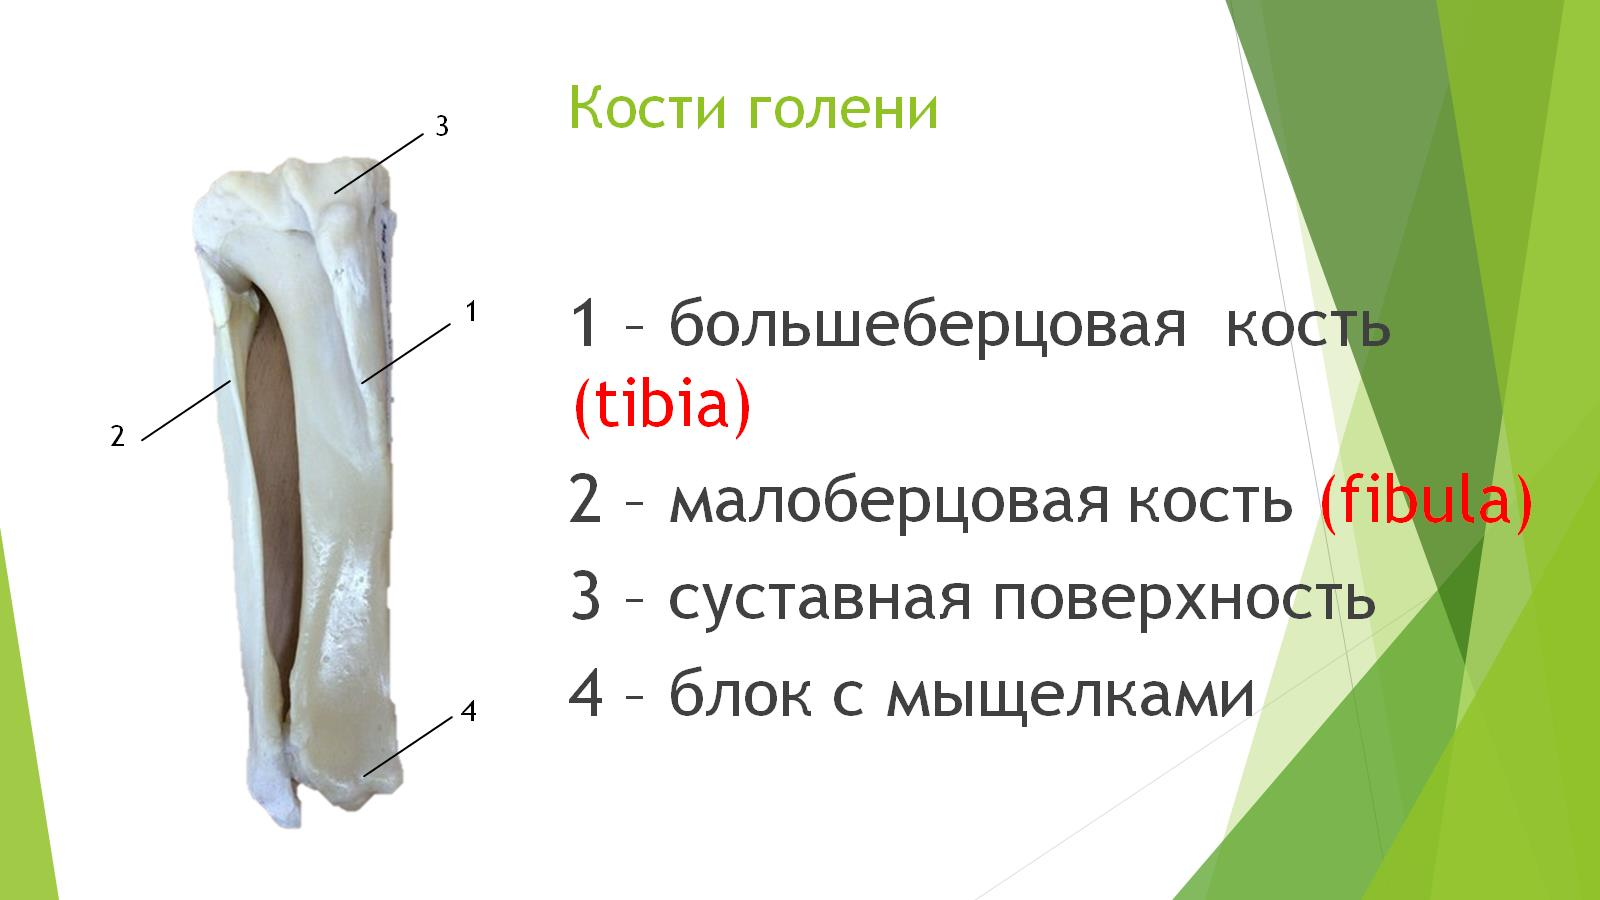 Кости голени
3
1
2
4
1 – большеберцовая кость
(tibia)
2 – малоберцовая кость (fibula)
3 – суставная поверхность
4 – блок с мыщелками